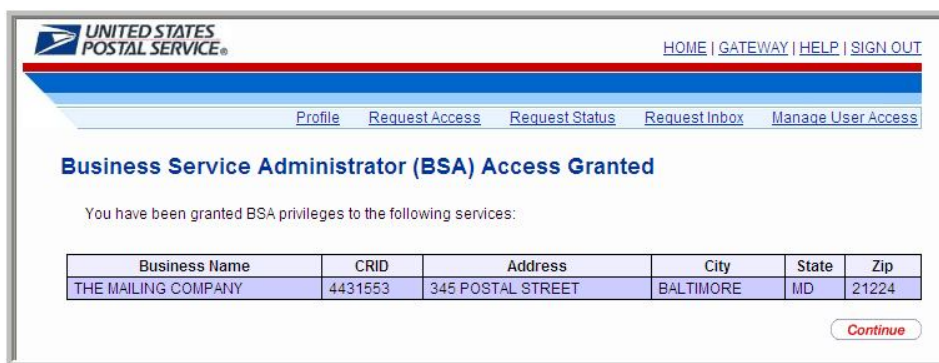 UNITED STATES
POSTAL SERVICE®
HOME | GATEWAY | HELP | SIGN OUT
Profile Request Access Request Status Request Inbox Manage User Access
Business Service Administrator (BSA) Access Granted
You have been granted BSA privileges to the following services:
Business Name CRID Address City State Zip
THE MAILING COMPANY 4431553 345 POSTAL STREET BALTIMORE MD 21224
Continue